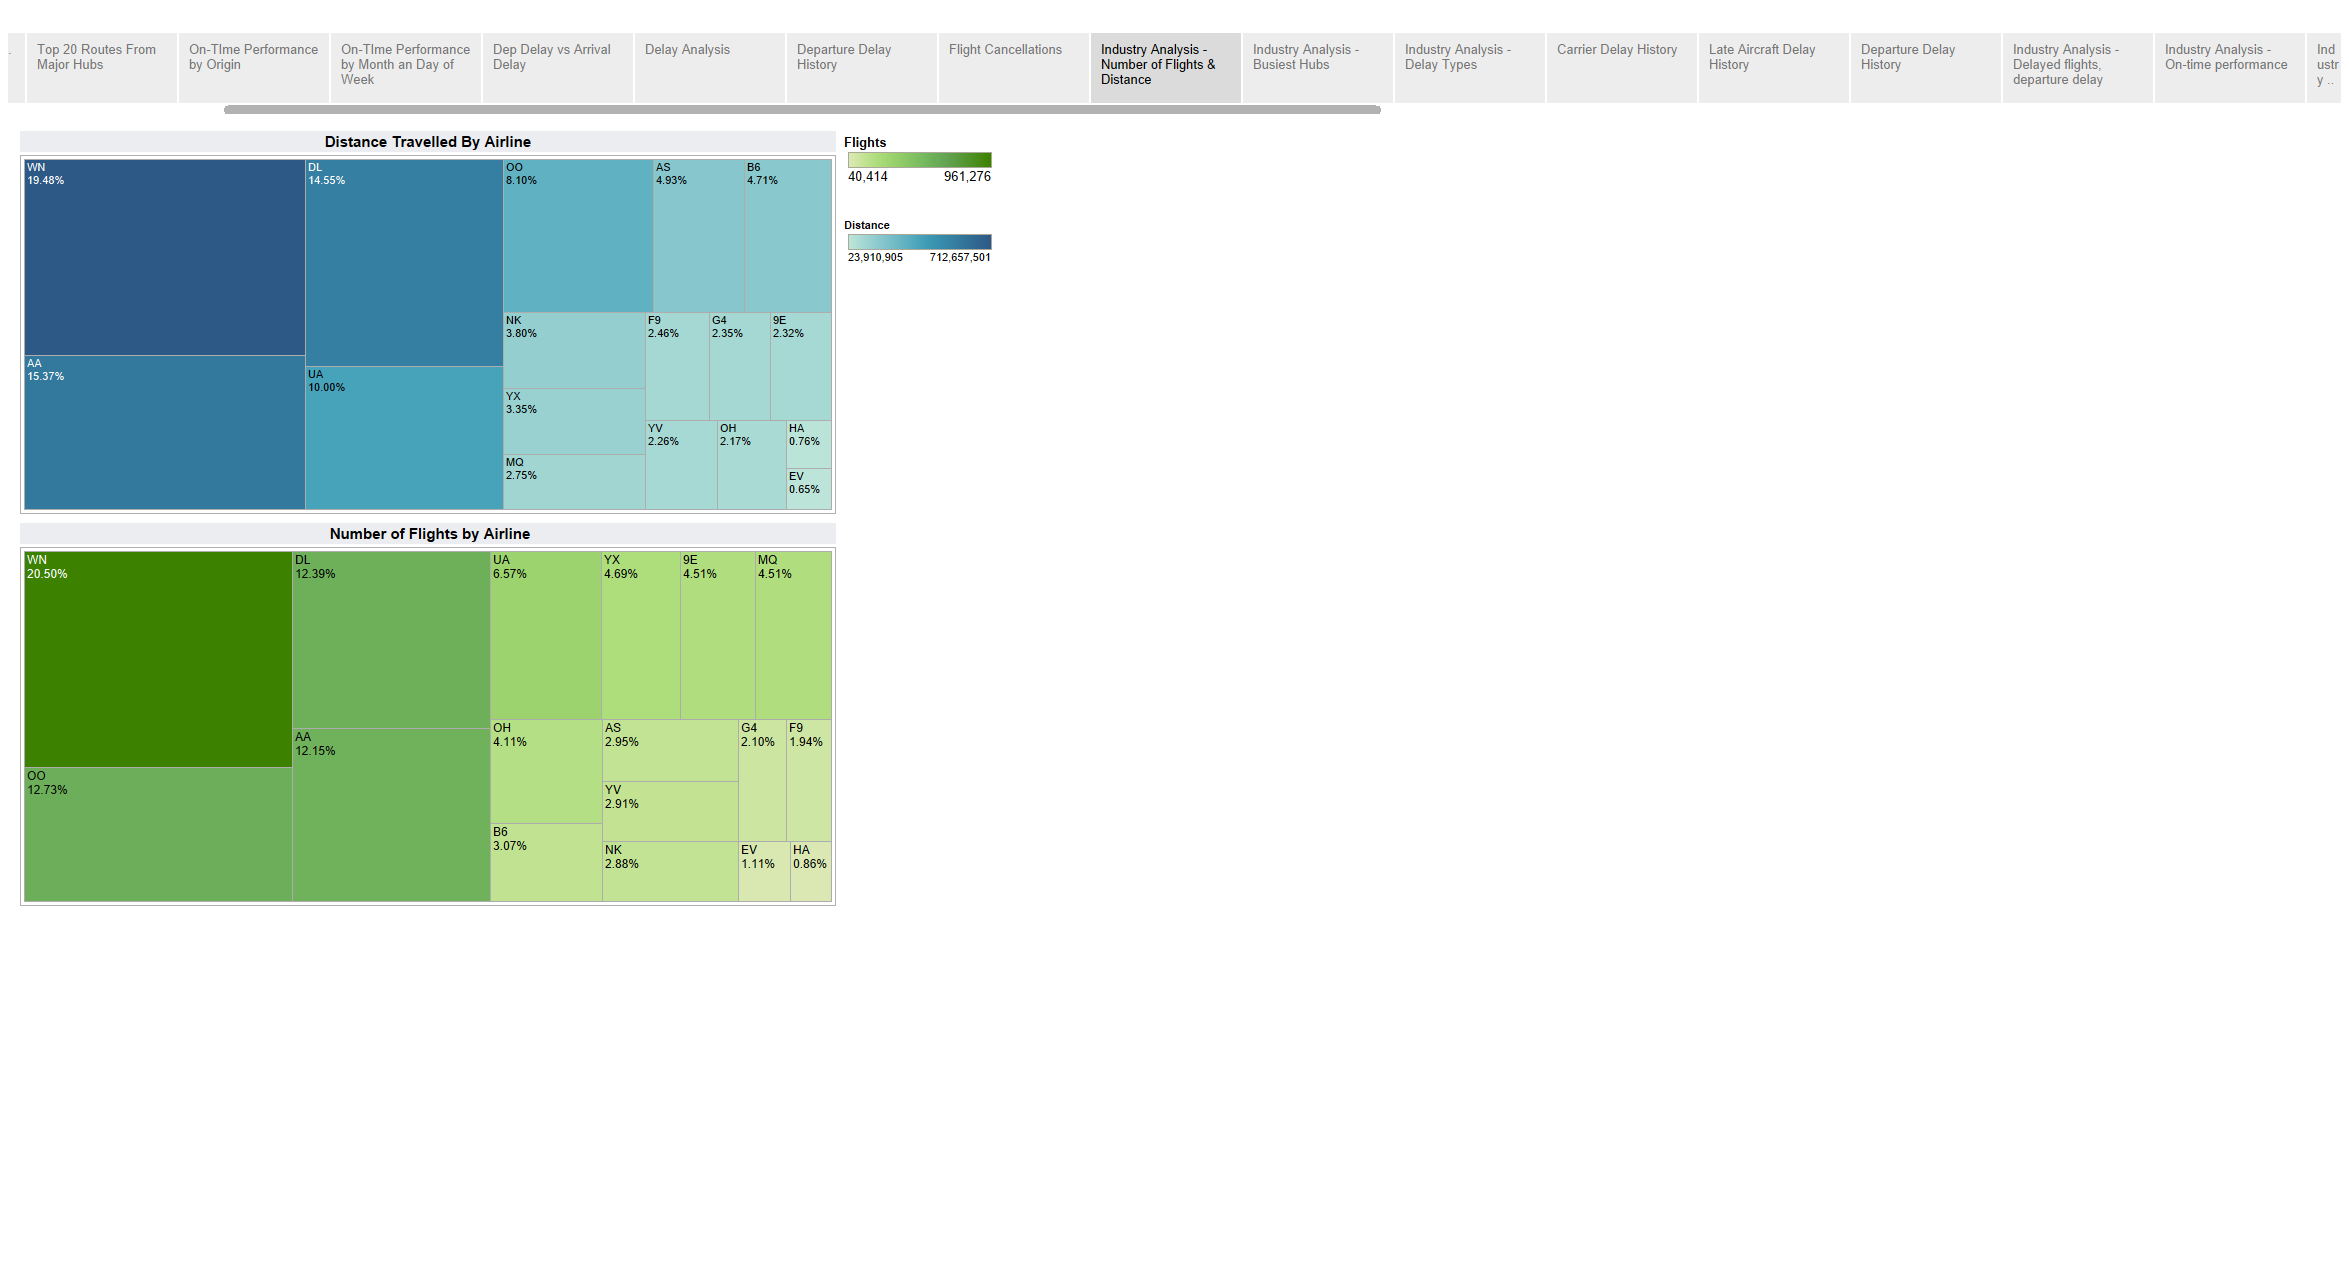 Top 20 Routes From
Major Hubs
On-TIme Performance
by Origin
On-TIme Performance
by Month an Day of
Week
Dep Delay vs Arrival
Delay
Delay Analysis
Departure Delay
History
Flight Cancellations
Industry Analysis -
Number of Flights &
Distance
Industry Analysis -
Busiest Hubs
Industry Analysis -
Delay Types
Carrier Delay History
Late Aircraft Delay
History
Departure Delay
History
Industry Analysis -
Delayed flights,
departure delay
Industry Analysis -
On-time performance
Ind
ustr
y ..
Distance Travelled By Airline
WN
19.48%
AA
15.37%
DL
14.55%
UA
10.00%
OO
8.10%
AS
4.93%
B6
4.71%
NK
3.80%
YX
3.35%
MQ
2.75%
F9
2.46%
G4
2.35%
9E
2.32%
YV
2.26%
OH
2.17%
HA
0.76%
EV
0.65%
Flights
40,414 961,276
Distance
23,910,905 712,657,501
Number of Flights by Airline
WN
20.50%
OO
12.73%
DL
12.39%
AA
12.15%
UA
6.57%
YX
4.69%
9E
4.51%
MQ
4.51%
OH
4.11%
B6
3.07%
AS
2.95%
YV
2.91%
NK
2.88%
G4
2.10%
F9
1.94%
EV
1.11%
HA
0.86%